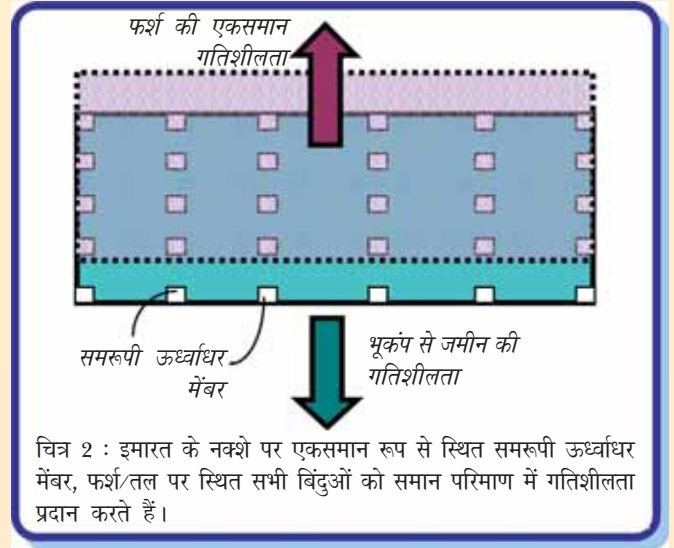 फर्श की एकसमान
गतिशीलता
समरूपी ऊर्ध्वाधर
मेंबर
भूकंप से जमीन की
गतिशीलता
चित्र 2 : इमारत के नक्शे पर एकसमान रूप से स्थित समरूपी ऊर्ध्वाधर
मेंबर, फर्श/तल पर स्थित सभी बिंदुओं को समान परिमाण में गतिशीलता
प्रदान करते हैं।